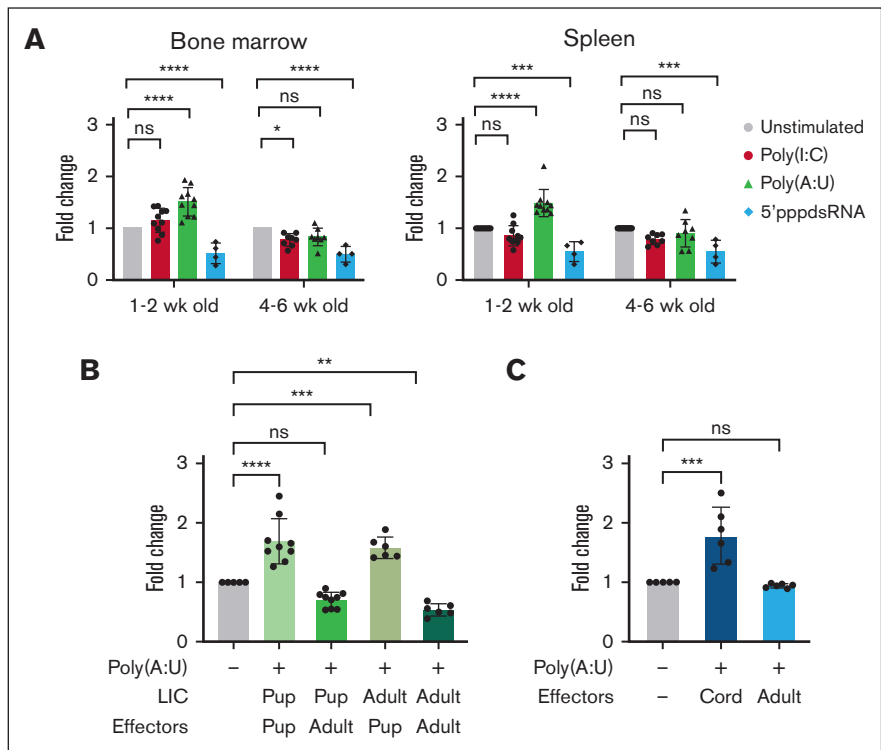 A
Bone marrow
Spleen
**** ****
**** ns
ns *
*** ***
**** ns
ns ns
Fold change
3
2
1
0
1-2 wk old 4-6 wk old
Fold change
3
2
1
0
1-2 wk old 4-6 wk old
Unstimulated
Poly(I:C)
Poly(A:U)
5'pppdsRNA
B
**
***
ns
****
Fold change
3
2
1
0
Poly(A:U) – + + + +
LIC Pup Pup Adult Adult
Effectors Pup Adult Pup Adult
C
ns
***
Fold change
3
2
1
0
Poly(A:U) – + +
Effectors – Cord Adult